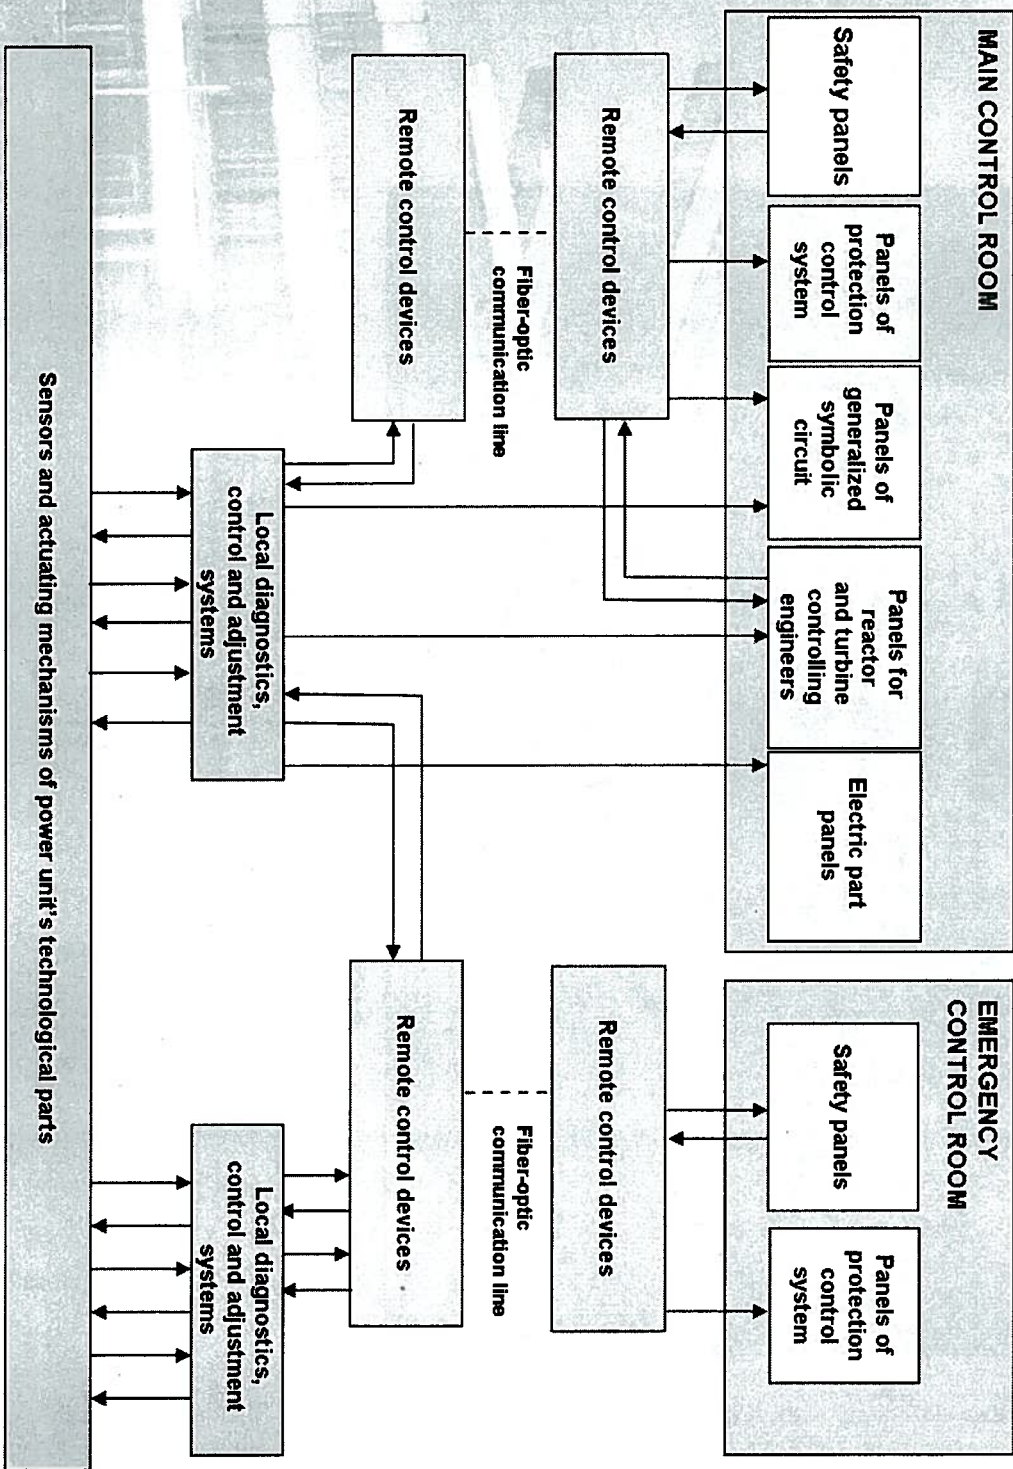 MAIN CONTROL ROOM
Safety panels
Panels of
protection
control
system
Panels of
generalized
symbolic
circuit
Panels for
reactor
and turbine
controlling
engineers
Electric part
panels
EMERGENCY
CONTROL ROOM
Safety panels
Panels of
protection
control
system
Remote control devices
Remote control devices
Fiber-optic
communication line
Fiber-optic
communication line
Remote control devices
Remote control devices
Local diagnostics,
control and adjustment
systems
Local diagnostics,
control and adjustment
systems
Sensors and actuating mechanisms of power unit's technological parts